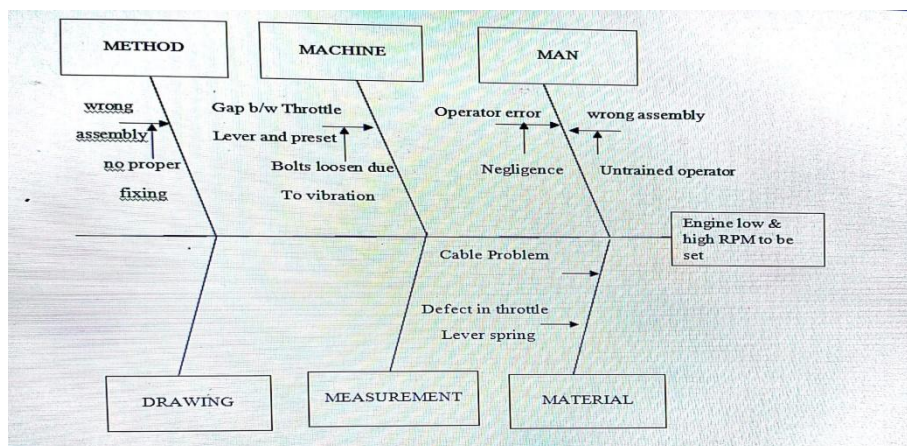 METHOD
MACHINE
MAN
wrong
assembly
no proper
fixing
Gap b/w Throttle
Lever and preset
Bolts loosen due
To vibration
Operator error
Negligence
wrong assembly
Untrained operator
Engine low &
high RPM to be
set
Cable Problem
Defect in throttle
Lever spring
DRAWING
MEASUREMENT
MATERIAL